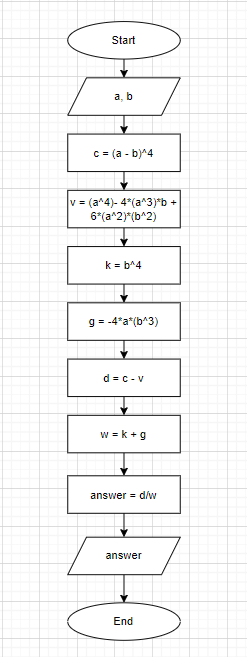 Start
a, b
c = (a - b)^4
v = (a^4)- 4*(a^3)*b +
6*(a^2)*(b^2)
k = b^4
g = -4*a*(b^3)
d = c - v
w = k + g
answer = d/w
answer
End